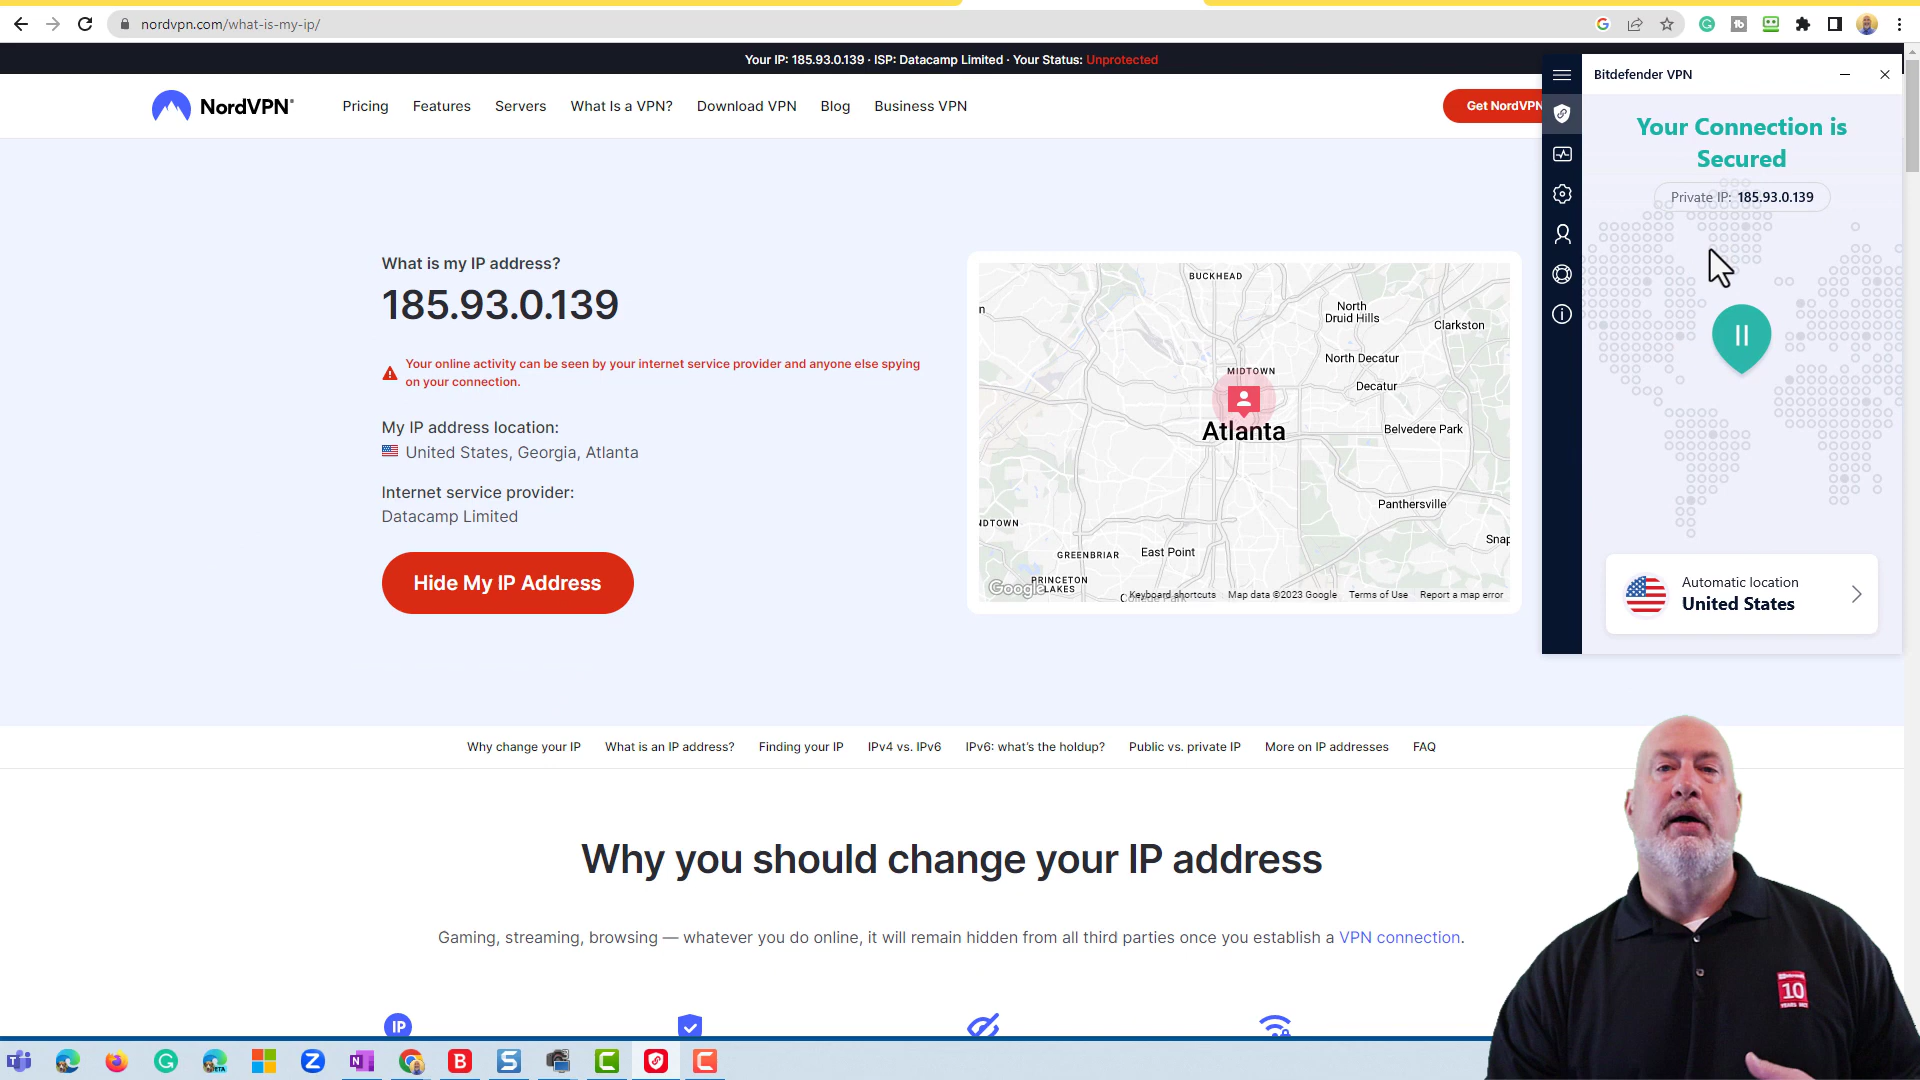 nordvpn.com/what-is-my-ip/
Your IP: 185.93.0.139 · ISP: Datacamp Limited · Your Status: Unprotected
NordVPN®
Pricing
Features
Servers
What Is a VPN?
Download VPN
Blog
Business VPN
Get NordVPN
Bitdefender VPN
Your Connection is
Secured
Private IP: 185.93.0.139
Automatic location
United States
What is my IP address?
185.93.0.139
Your online activity can be seen by your internet service provider and anyone else spying
on your connection.
My IP address location:
United States, Georgia, Atlanta
Internet service provider:
Datacamp Limited
Hide My IP Address
BUCKHEAD
North
Druid Hills
Clarkston
North Decatur
MIDTOWN
Decatur
Atlanta
Belvedere Park
Panthersville
NDTOWN
Snap
GREENBRIAR
East Point
PRINCETON
LAKES
Google
Keyboard shortcuts
Map data ©2023 Google
Terms of Use
Report a map error
Why change your IP
What is an IP address?
Finding your IP
IPv4 vs. IPv6
IPv6: what's the holdup?
Public vs. private IP
More on IP addresses
FAQ
Why you should change your IP address
Gaming, streaming, browsing — whatever you do online, it will remain hidden from all third parties once you establish a VPN connection.
IP
10